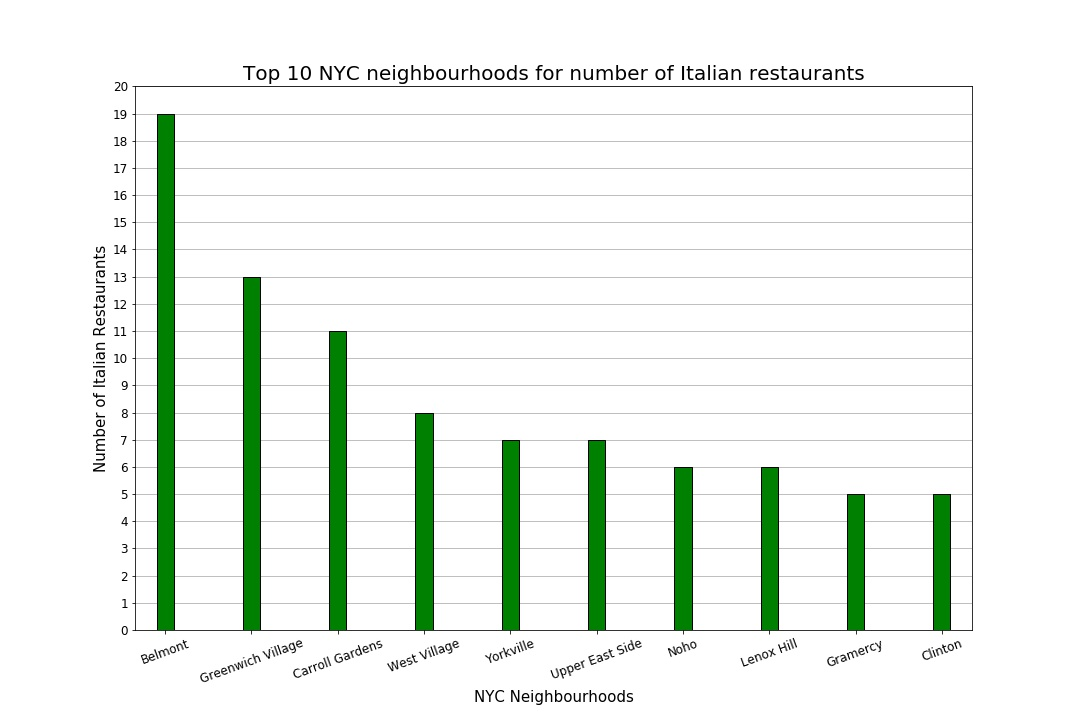 Top 10 NYC neighbourhoods for number of Italian restaurants
20
19
18
17
16
15
14
13
12
11
10
9
8
7
6
5
4
3
2
1
0
Number of Italian Restaurants
Belmont
Greenwich Village
Carroll Gardens
West Village
Yorkville
Upper East Side
Noho
Lenox Hill
Gramercy
Clinton
NYC Neighbourhoods